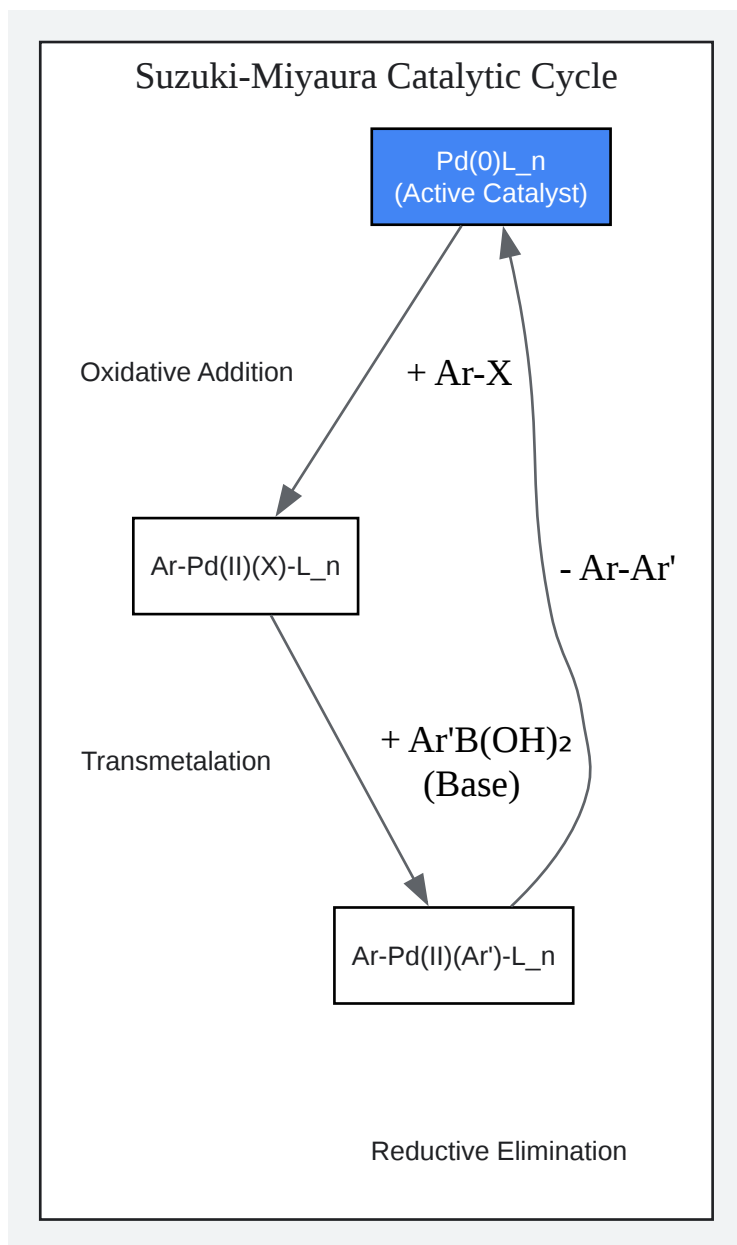 Suzuki-Miyaura Catalytic Cycle
Pd(0)L_n
(Active Catalyst)
Oxidative Addition
+ Ar-X
Ar-Pd(II)(X)-L_n
- Ar-Ar'
Transmetalation
+ Ar'B(OH)₂
(Base)
Ar-Pd(II)(Ar')-L_n
Reductive Elimination